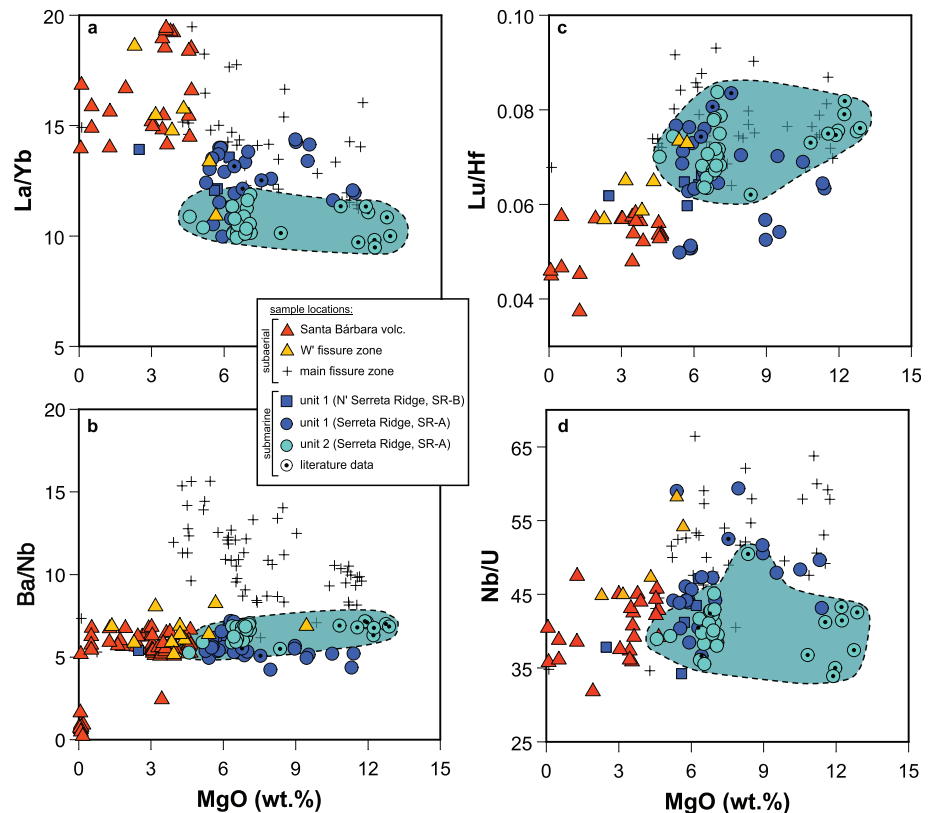 a
20
15
10
5
La/Yb
0
3
6
9
12
15
c
0.10
0.08
0.06
0.04
Lu/Hf
0
3
6
9
12
15
sample locations:
subaerial
Santa Bárbara volc.
W' fissure zone
main fissure zone
submarine
unit 1 (N' Serreta Ridge, SR-B)
unit 1 (Serreta Ridge, SR-A)
unit 2 (Serreta Ridge, SR-A)
literature data
b
20
15
10
5
0
Ba/Nb
0
3
6
9
12
15
MgO (wt.%)
d
65
55
45
35
25
Nb/U
0
3
6
9
12
15
MgO (wt.%)